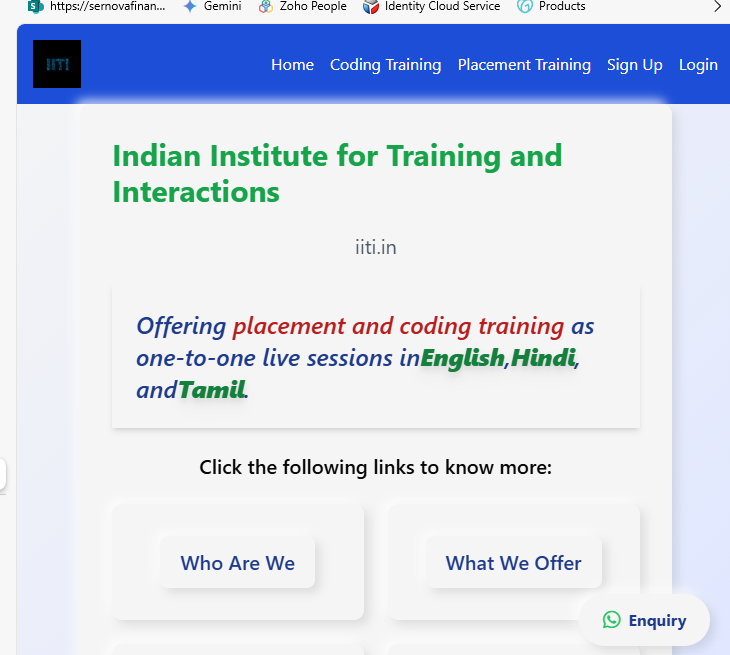 https://sernovafinan... Gemini Zoho People Identity Cloud Service Products
IITI
Home Coding Training Placement Training Sign Up Login
Indian Institute for Training and
Interactions
iiti.in
Offering placement and coding training as
one-to-one live sessions inEnglish,Hindi,
andTamil.
Click the following links to know more:
Who Are We What We Offer
Enquiry